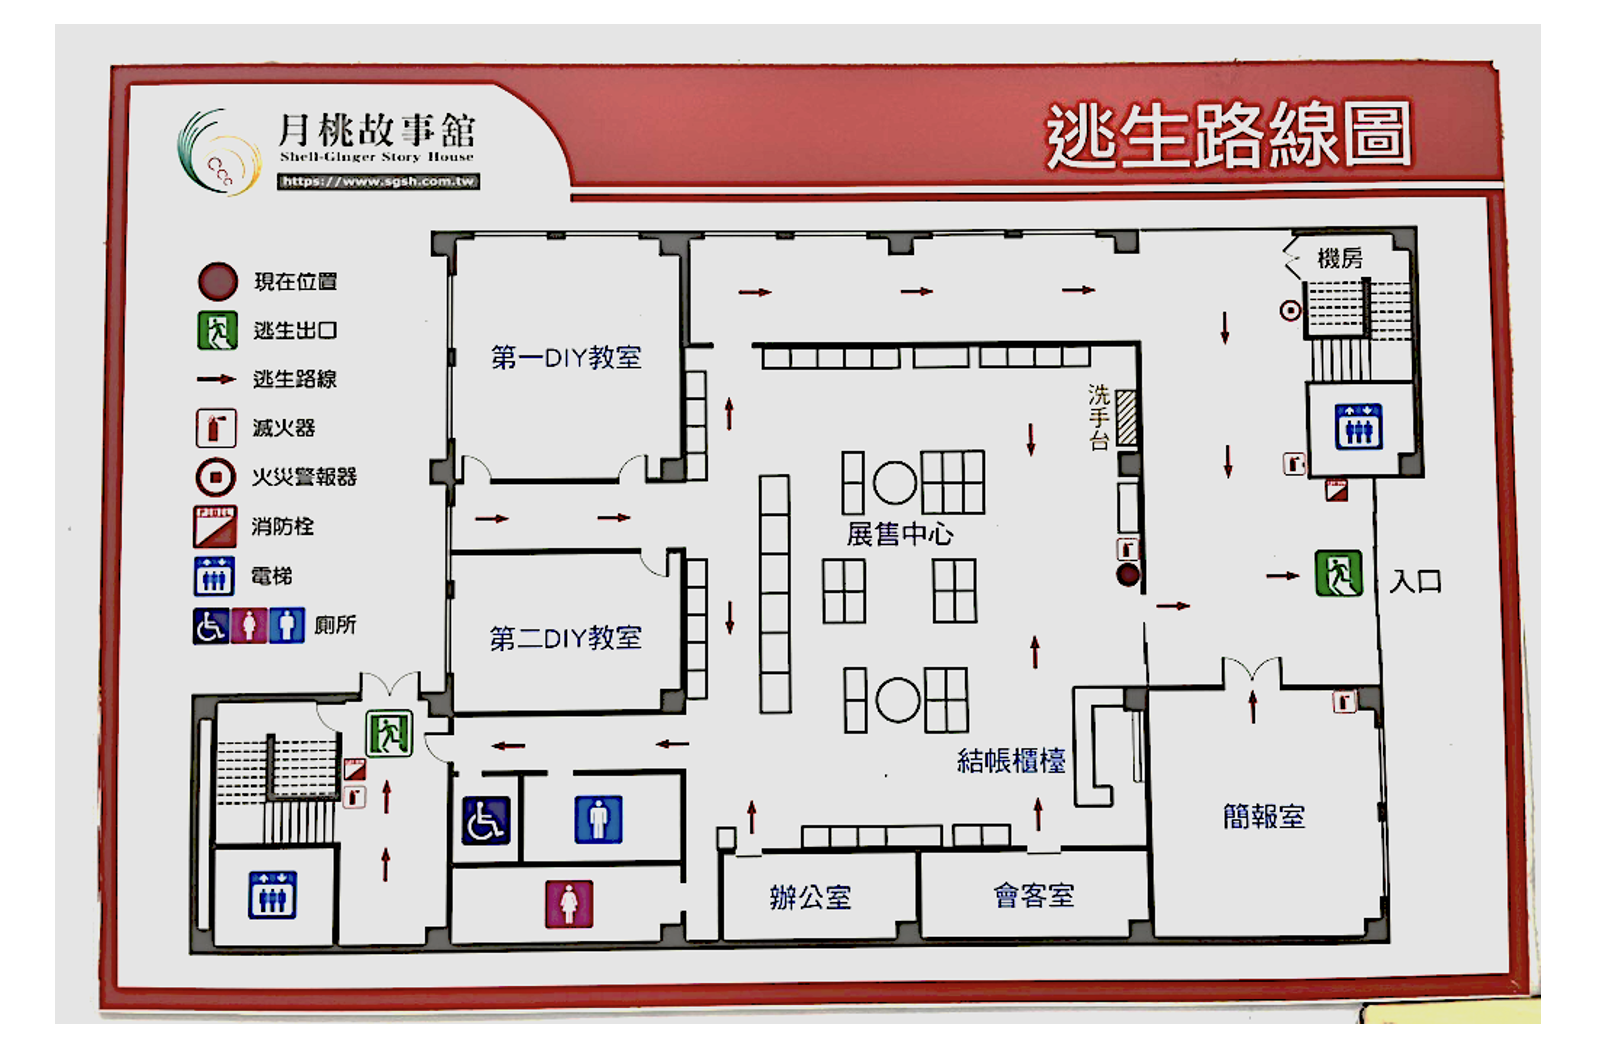 月桃故事館
Shell-Ginger Story House
https://www.sgsh.com.tw
逃生路線圖
現在位置
逃生出口
逃生路線
滅火器
火災警報器
消防栓
電梯
廁所
機房
第一DIY教室
洗手台
展售中心
入口
第二DIY教室
結帳櫃檯
簡報室
辦公室
會客室